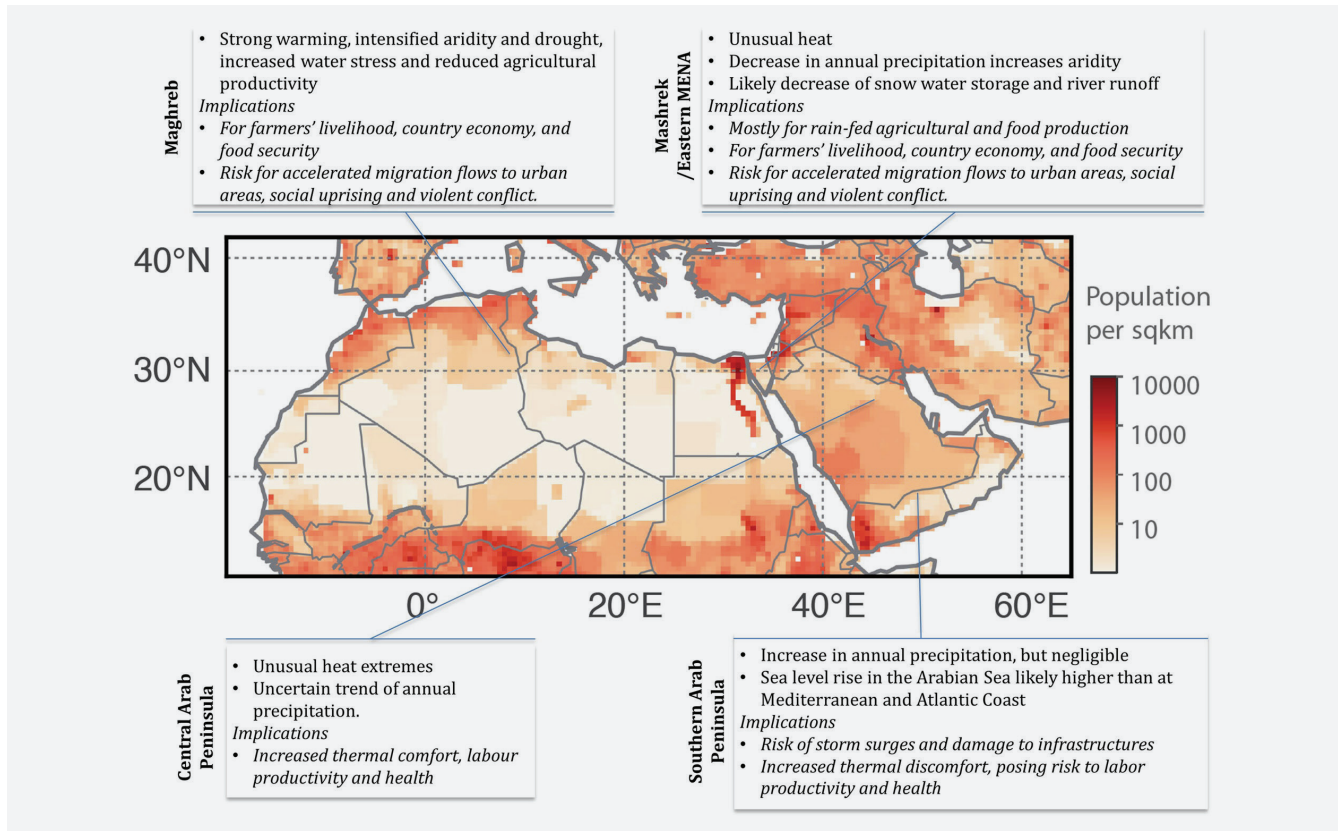 Maghreb
• Strong warming, intensified aridity and drought,
increased water stress and reduced agricultural
productivity
Implications
• For farmers' livelihood, country economy, and
food security
• Risk for accelerated migration flows to urban
areas, social uprising and violent conflict.
Mashrek
/Eastern MENA
• Unusual heat
• Decrease in annual precipitation increases aridity
• Likely decrease of snow water storage and river runoff
Implications
• Mostly for rain-fed agricultural and food production
• For farmers' livelihood, country economy, and food security
• Risk for accelerated migration flows to urban areas, social
uprising and violent conflict.
40°N
30°N
20°N
0°
20°E
40°E
60°E
Population
per sqkm
10000
1000
100
10
Central Arab
Peninsula
• Unusual heat extremes
• Uncertain trend of annual
precipitation.
Implications
• Increased thermal comfort, labour
productivity and health
Southern Arab
Peninsula
• Increase in annual precipitation, but negligible
• Sea level rise in the Arabian Sea likely higher than at
Mediterranean and Atlantic Coast
Implications
• Risk of storm surges and damage to infrastructures
• Increased thermal discomfort, posing risk to labor
productivity and health